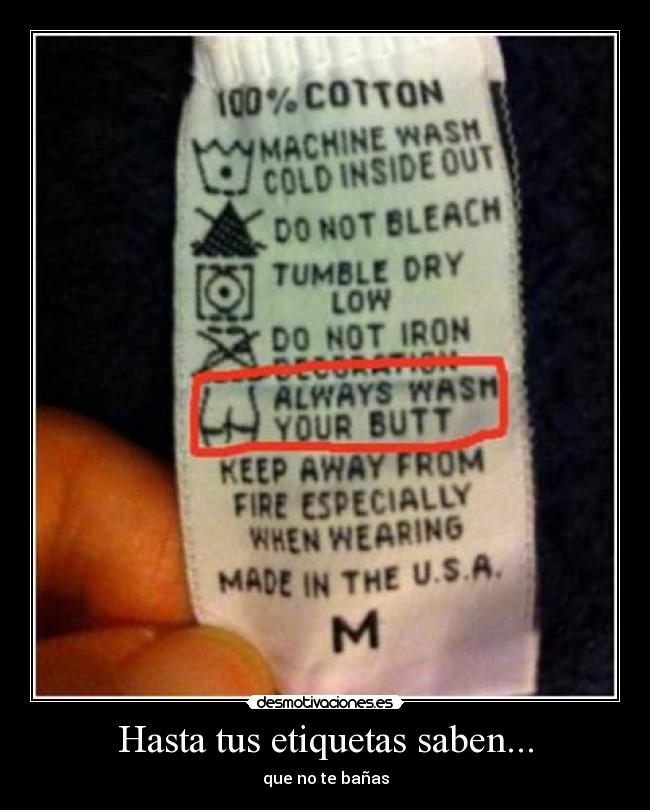 100% COTTON
MACHINE WASH
COLD INSIDE OUT
DO NOT BLEACH
TUMBLE DRY
LOW
DO NOT IRON
DECORATION
ALWAYS WASH
YOUR BUTT
KEEP AWAY FROM
FIRE ESPECIALLY
WHEN WEARING
MADE IN THE U.S.A.
M
desmotivaciones.es
Hasta tus etiquetas saben...
que no te bañas